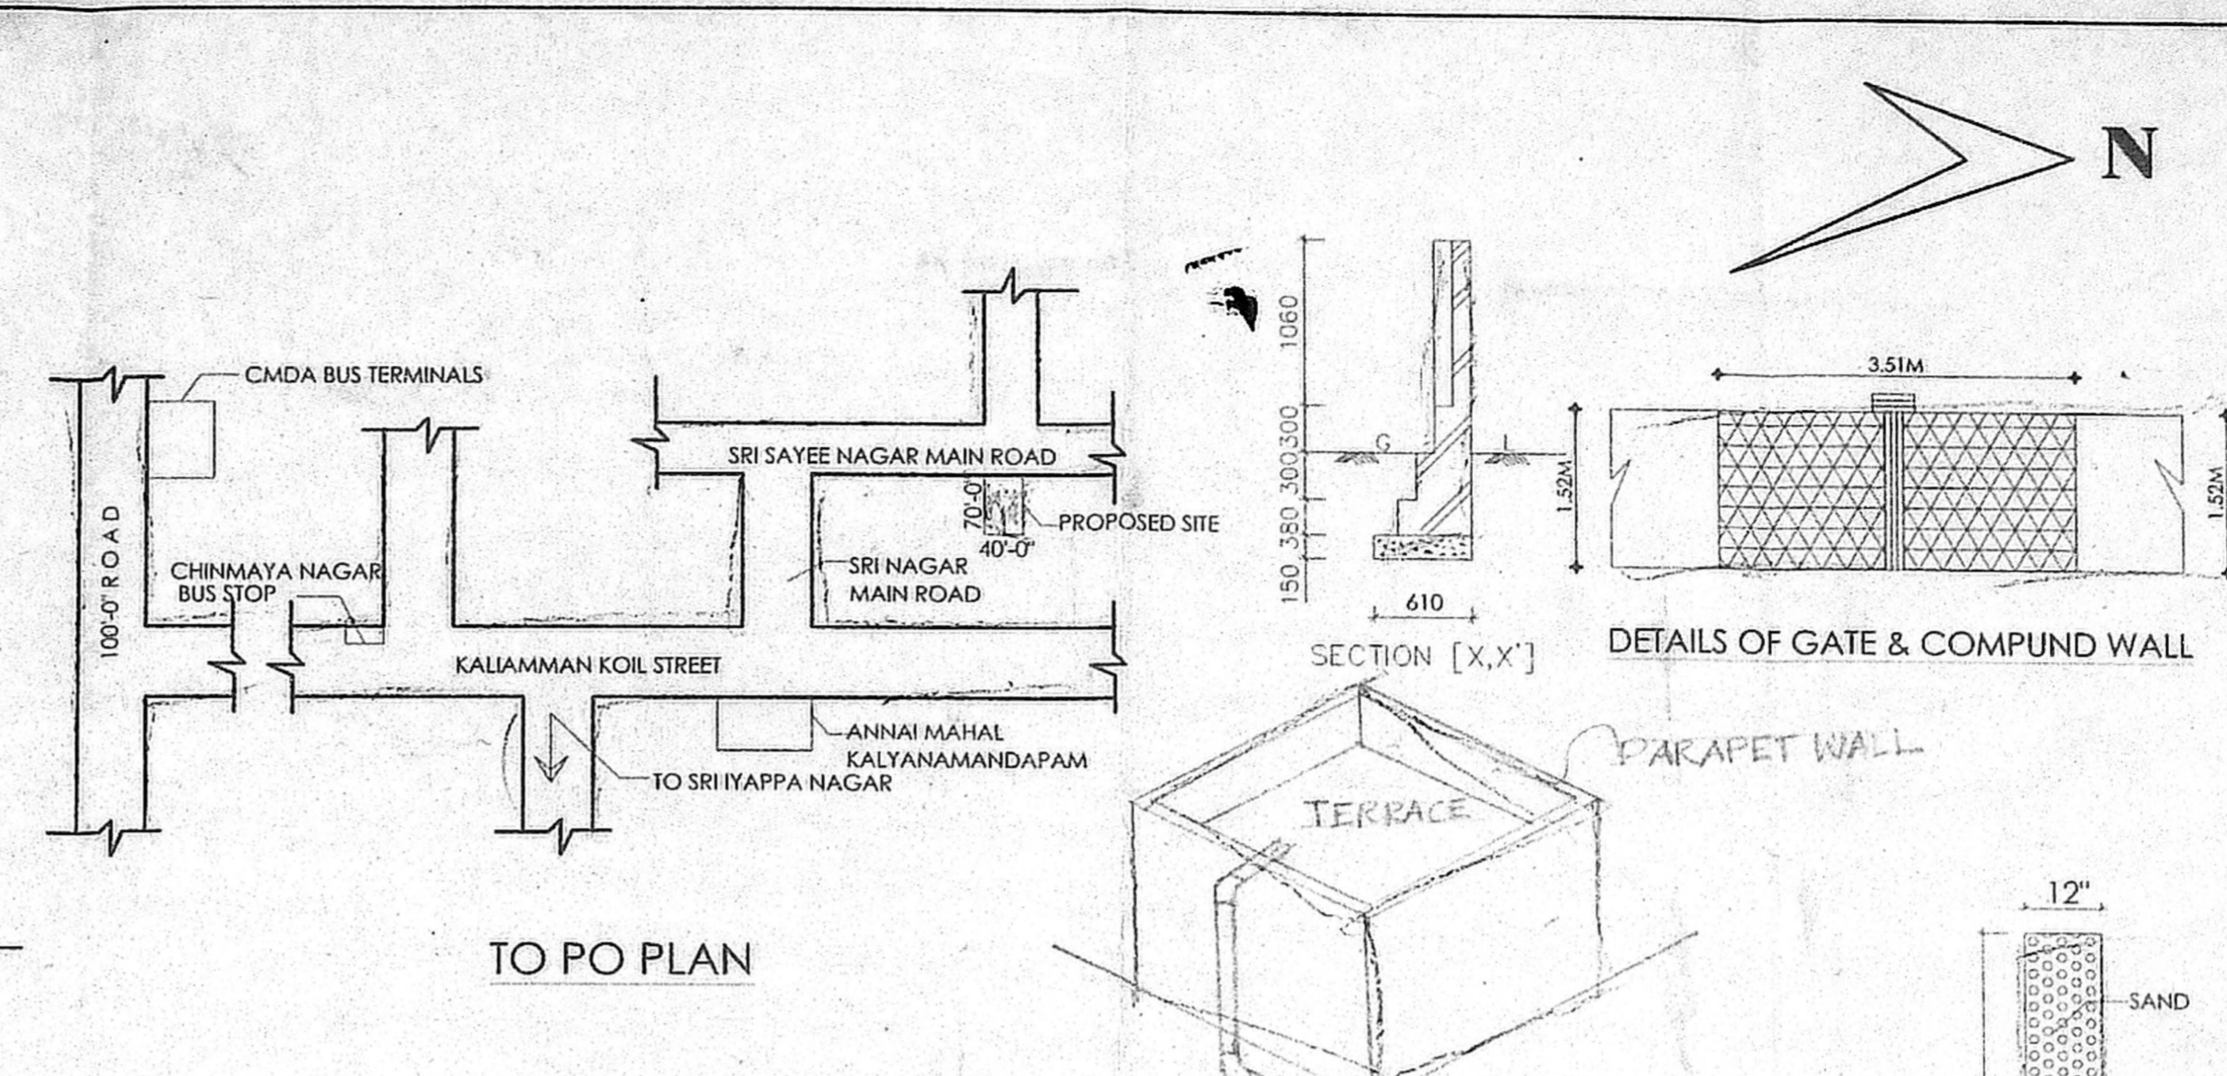 N
CMDA BUS TERMINALS
SRI SAYEE NAGAR MAIN ROAD
70'-0"
40'-0"
PROPOSED SITE
100'-0" ROAD
CHINMAYA NAGAR
BUS STOP
SRI NAGAR
MAIN ROAD
KALIAMMAN KOIL STREET
ANNAI MAHAL
KALYANAMANDAPAM
TO SRI IYAPPA NAGAR
TO PO PLAN
1060
300
300
380
150
G
L
610
SECTION [X,X']
3.51M
1.52M
1.52M
DETAILS OF GATE & COMPUND WALL
PARAPET WALL
TERRACE
12"
SAND